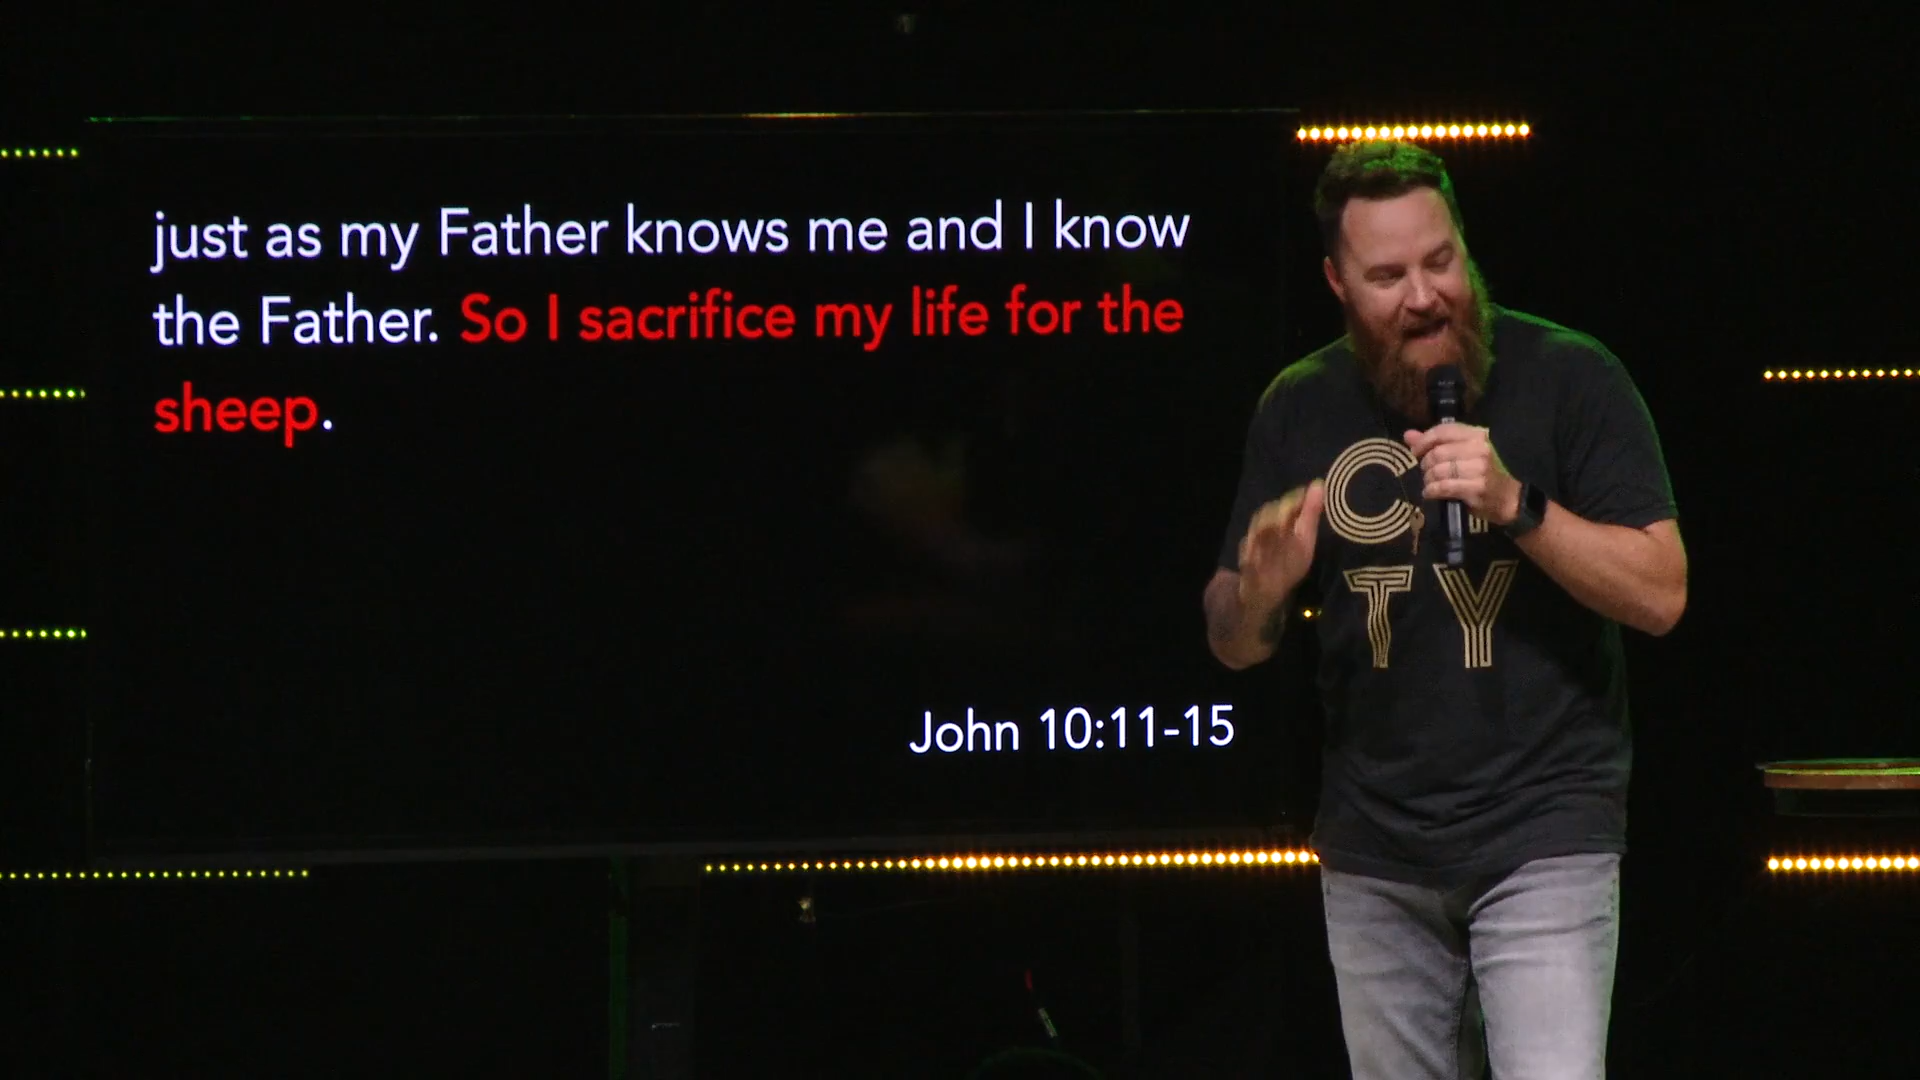 just as my Father knows me and I know
the Father. So I sacrifice my life for the
sheep.
John 10:11-15
C
TY